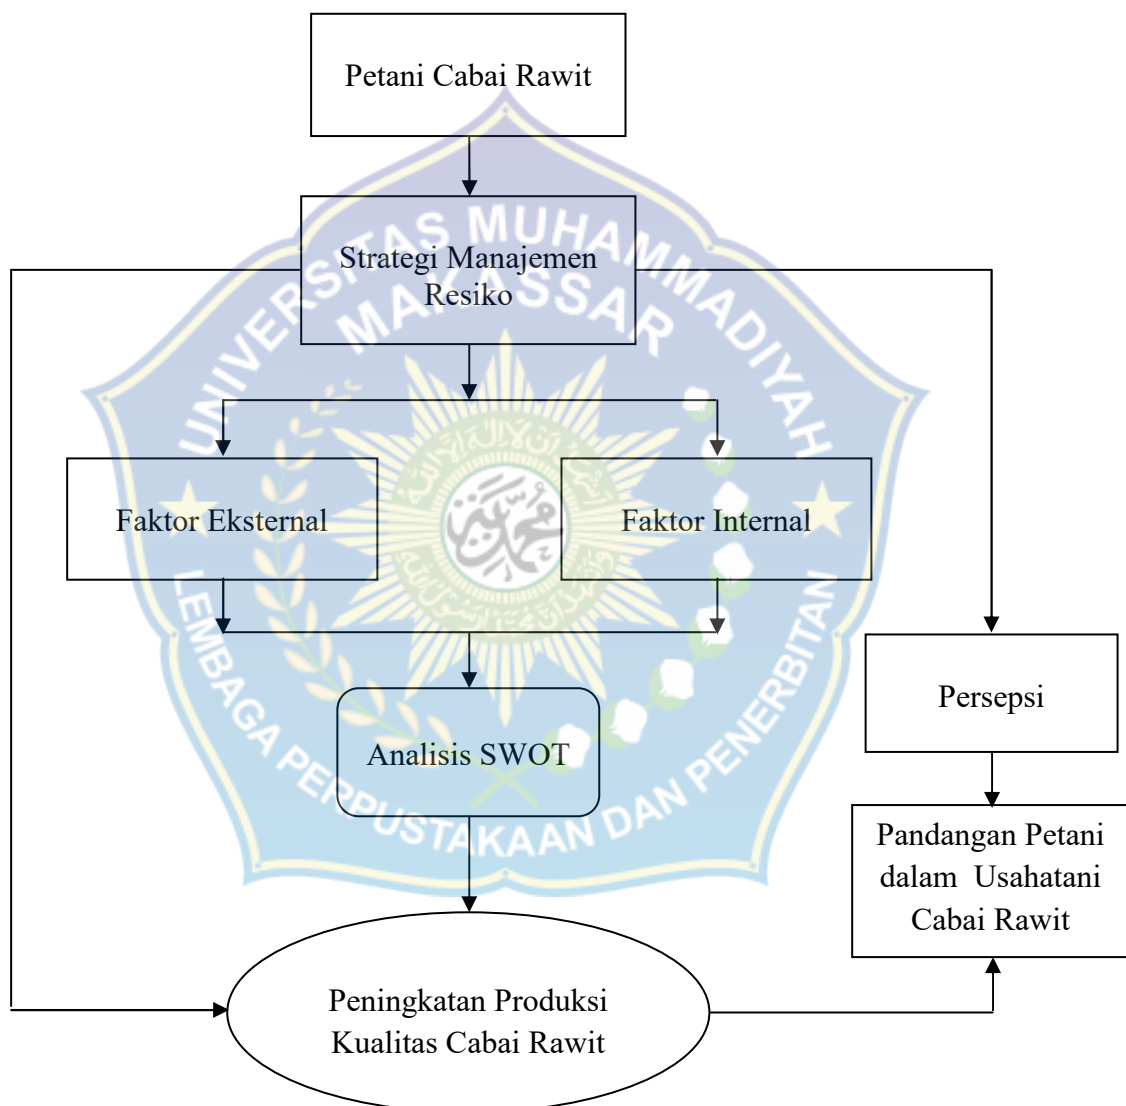 Petani Cabai Rawit
Strategi Manajemen
Resiko
Faktor Eksternal
Faktor Internal
Analisis SWOT
Persepsi
Pandangan Petani
dalam Usahatani
Cabai Rawit
Peningkatan Produksi
Kualitas Cabai Rawit
UNIVERSITAS MUHAMMADIYAH
MAKASSAR
LEMBAGA PERPUSTAKAAN DAN PENERBITAN